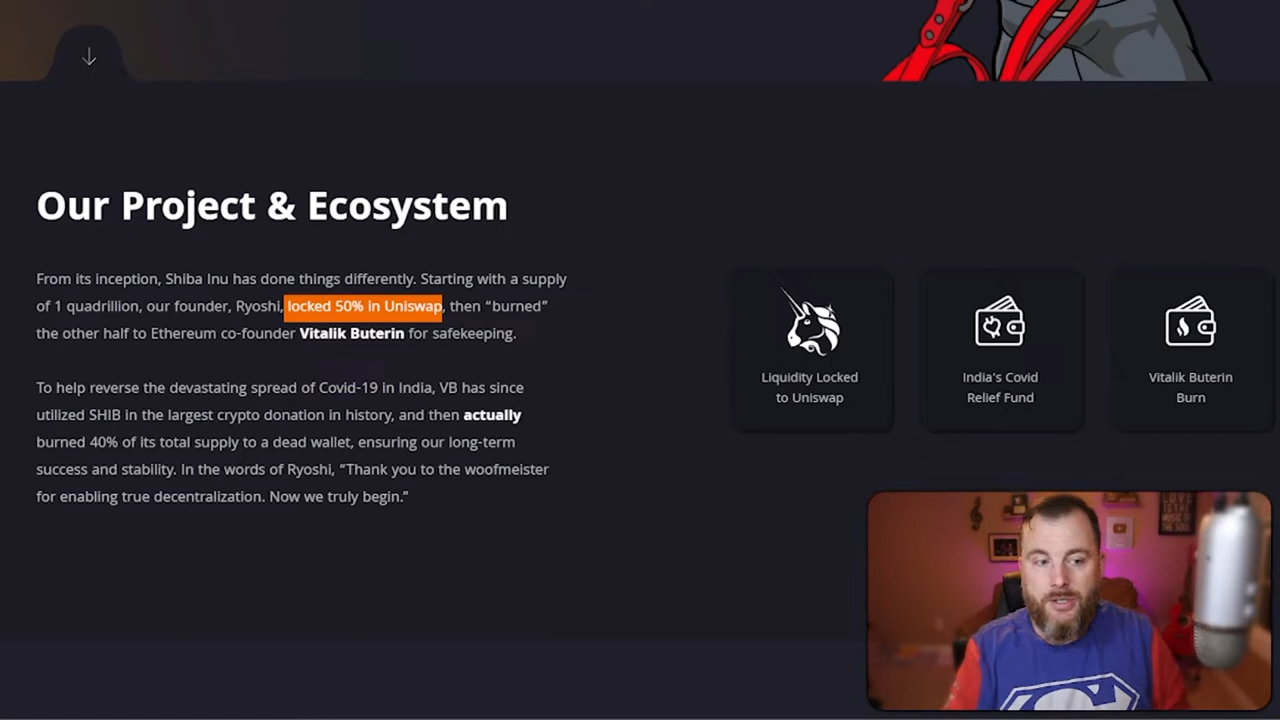 Our Project & Ecosystem
From its inception, Shiba Inu has done things differently. Starting with a supply
of 1 quadrillion, our founder, Ryoshi, locked 50% in Uniswap, then “burned”
the other half to Ethereum co-founder Vitalik Buterin for safekeeping.
To help reverse the devastating spread of Covid-19 in India, VB has since
utilized SHIB in the largest crypto donation in history, and then actually
burned 40% of its total supply to a dead wallet, ensuring our long-term
success and stability. In the words of Ryoshi, “Thank you to the woofmeister
for enabling true decentralization. Now we truly begin.”
Liquidity Locked
to Uniswap
India's Covid
Relief Fund
Vitalik Buterin
Burn